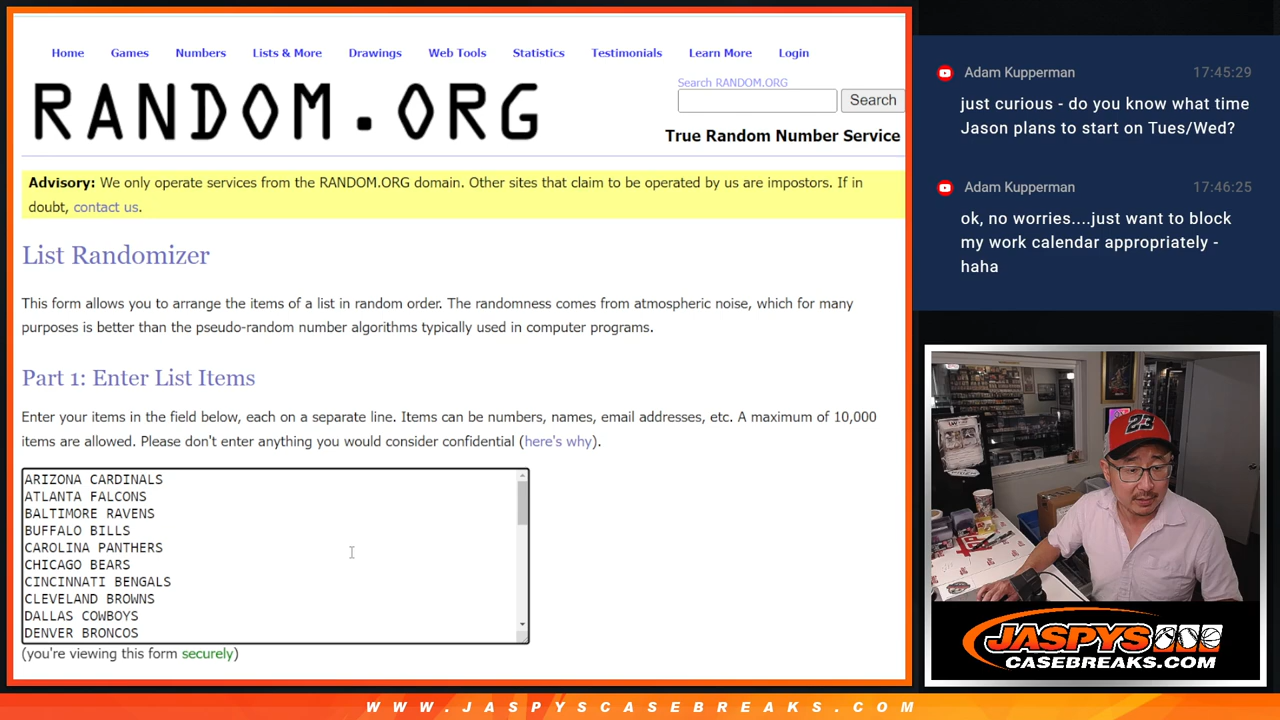 Home Games Numbers Lists & More Drawings Web Tools Statistics Testimonials Learn More Login
RANDOM.ORG
Search RANDOM.ORG
Search
True Random Number Service
Advisory: We only operate services from the RANDOM.ORG domain. Other sites that claim to be operated by us are impostors. If in
doubt, contact us.
List Randomizer
This form allows you to arrange the items of a list in random order. The randomness comes from atmospheric noise, which for many
purposes is better than the pseudo-random number algorithms typically used in computer programs.
Part 1: Enter List Items
Enter your items in the field below, each on a separate line. Items can be numbers, names, email addresses, etc. A maximum of 10,000
items are allowed. Please don't enter anything you would consider confidential (here's why).
ARIZONA CARDINALS
ATLANTA FALCONS
BALTIMORE RAVENS
BUFFALO BILLS
CAROLINA PANTHERS
CHICAGO BEARS
CINCINNATI BENGALS
CLEVELAND BROWNS
DALLAS COWBOYS
DENVER BRONCOS
(you're viewing this form securely)
Adam Kupperman 17:45:29
just curious - do you know what time
Jason plans to start on Tues/Wed?
Adam Kupperman 17:46:25
ok, no worries....just want to block
my work calendar appropriately -
haha
23
JASPYS
CASEBREAKS.COM
WWW.JASPYSCASEBREAKS.COM